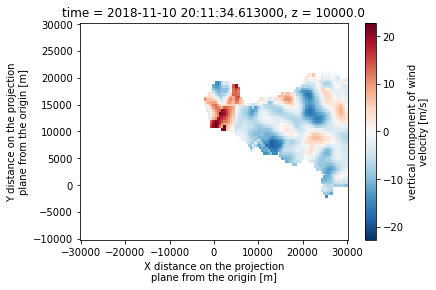 time = 2018-11-10 20:11:34.613000, z = 10000.0
30000
25000
20000
15000
10000
5000
0
−5000
−10000
Y distance on the projection
plane from the origin [m]
−30000 −20000 −10000 0 10000 20000 30000
X distance on the projection
plane from the origin [m]
20
10
0
−10
−20
vertical component of wind
velocity [m/s]